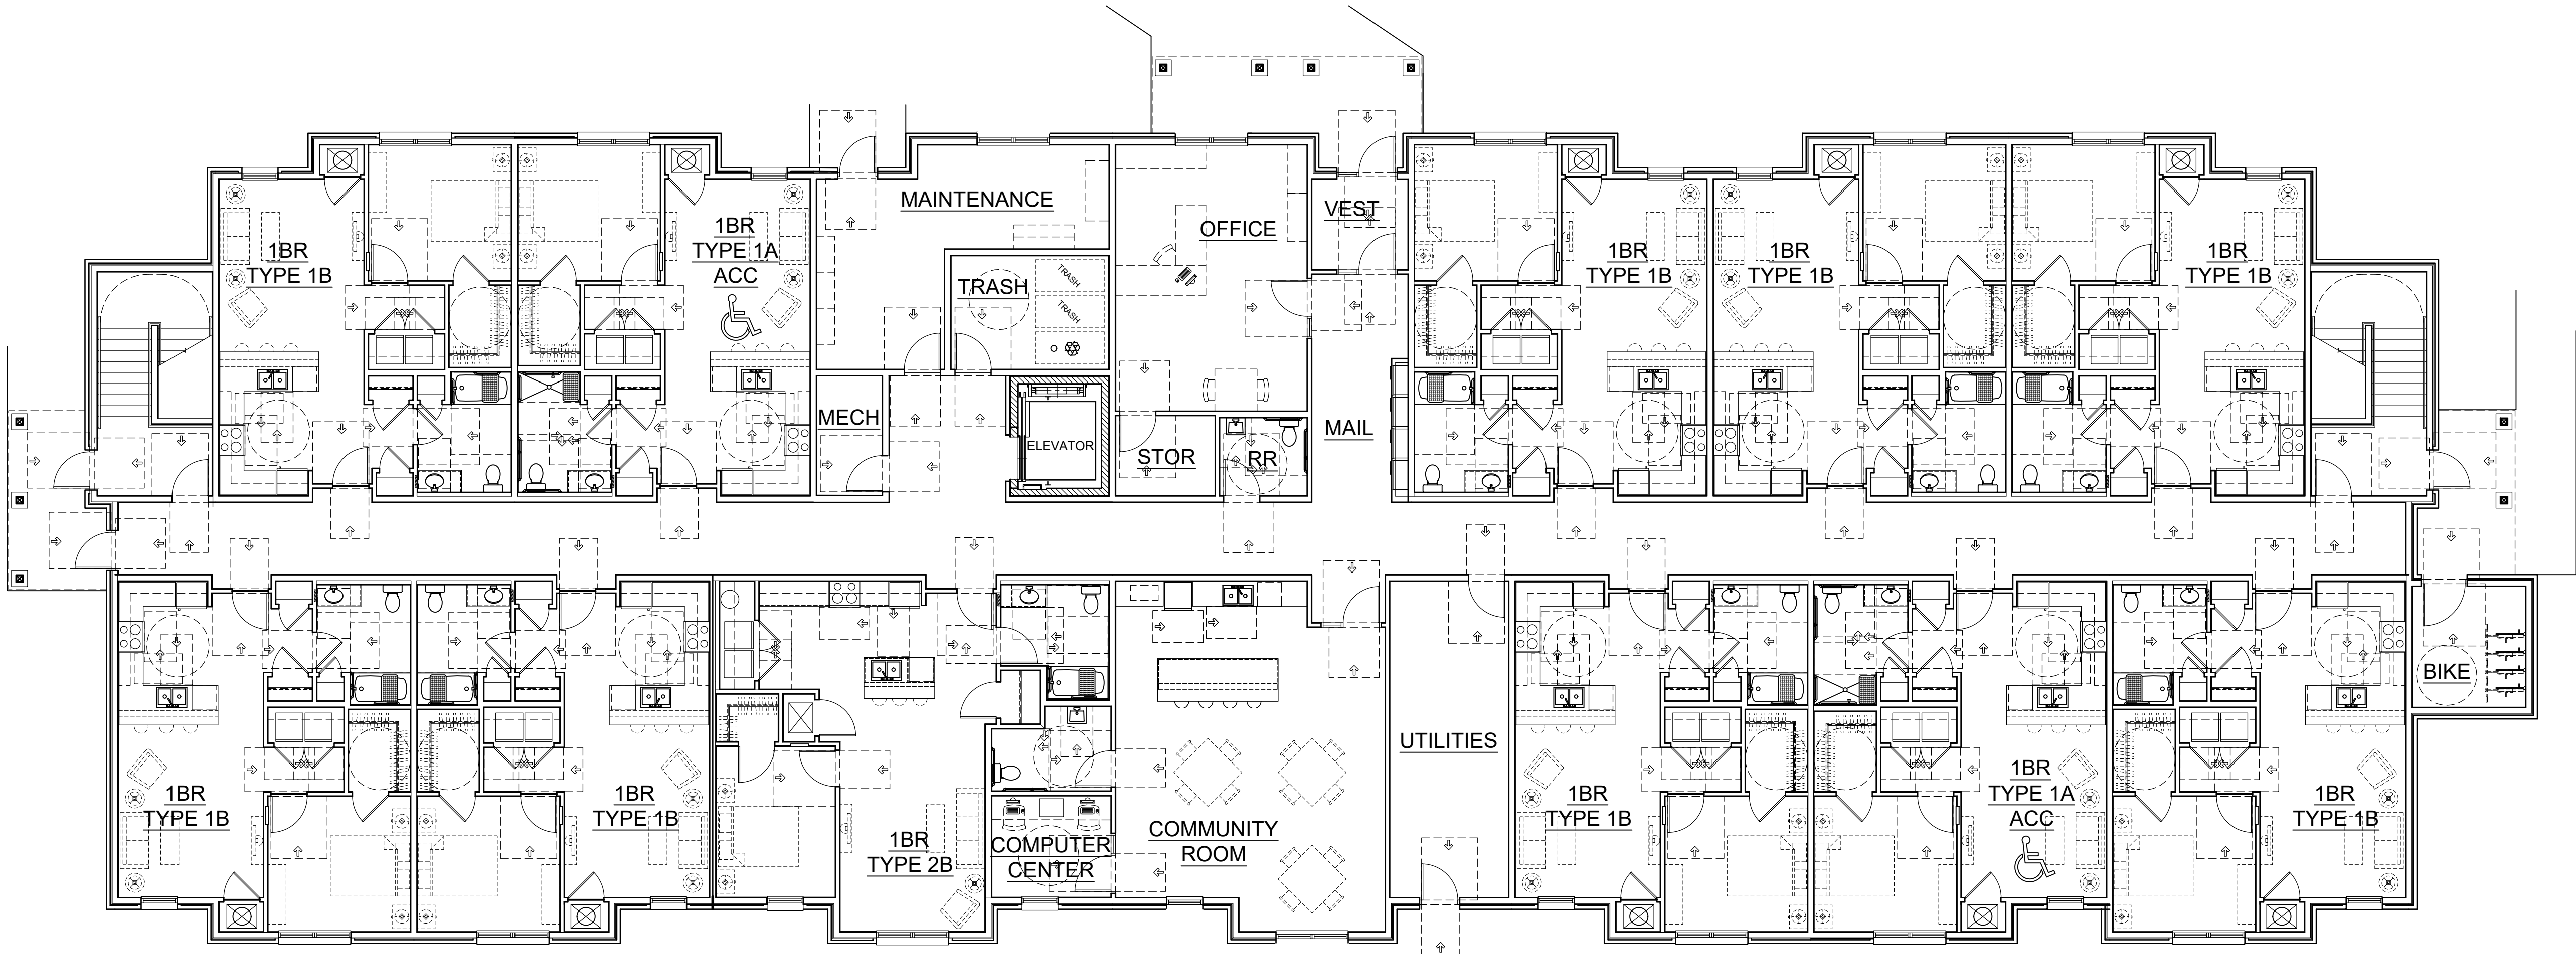 MAINTENANCE
1BR
TYPE 1B
1BR
TYPE 1A
ACC
TRASH
TRASH
TRASH
OFFICE
VEST
1BR
TYPE 1B
1BR
TYPE 1B
1BR
TYPE 1B
MECH
ELEVATOR
STOR
RR
MAIL
1BR
TYPE 1B
1BR
TYPE 1B
1BR
TYPE 2B
COMPUTER
CENTER
COMMUNITY
ROOM
UTILITIES
1BR
TYPE 1B
1BR
TYPE 1A
ACC
1BR
TYPE 1B
BIKE